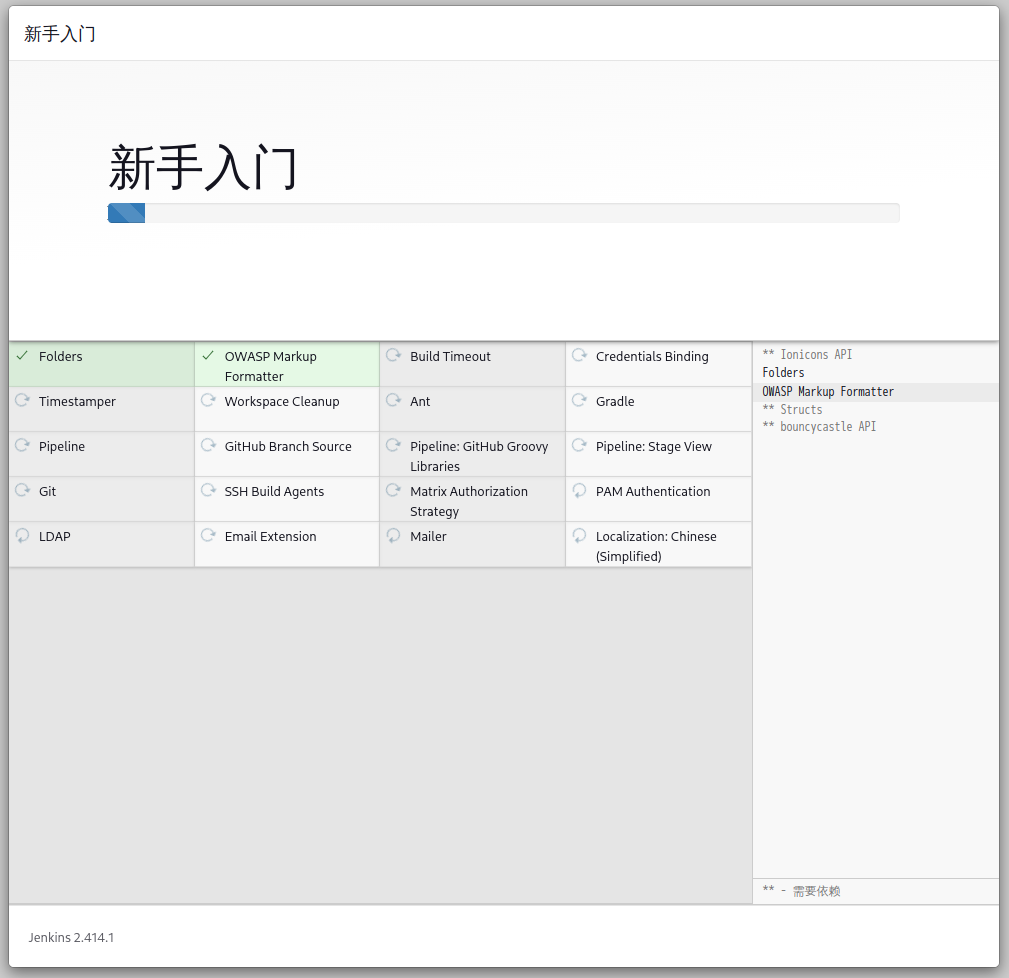 新手入门
新手入门
Folders
OWASP Markup
Formatter
Build Timeout
Credentials Binding
Timestamper
Workspace Cleanup
Ant
Gradle
Pipeline
GitHub Branch Source
Pipeline: GitHub Groovy
Libraries
Pipeline: Stage View
Git
SSH Build Agents
Matrix Authorization
Strategy
PAM Authentication
LDAP
Email Extension
Mailer
Localization: Chinese
(Simplified)
** Ionicons API
Folders
OWASP Markup Formatter
** Structs
** bouncycastle API
** - 需要依赖
Jenkins 2.414.1